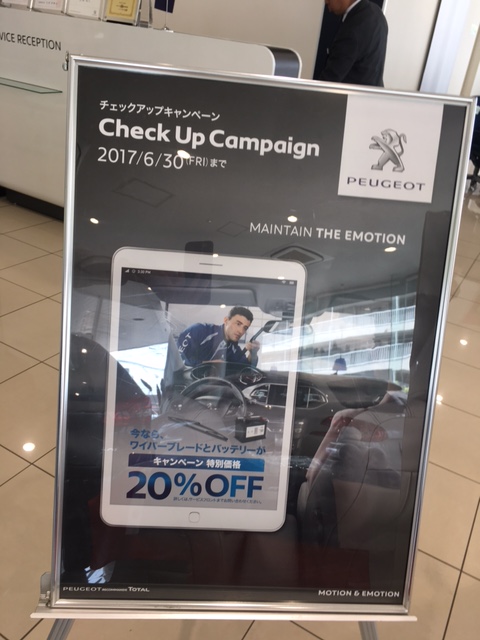 VICE RECEPTION
チェックアップキャンペーン
Check Up Campaign
2017/6/30(FRI)まで
PEUGEOT
MAINTAIN THE EMOTION
今なら、
ワイパーブレードとバッテリーが
キャンペーン 特別価格
20%OFF
PEUGEOT RECOMMENDS TOTAL
MOTION & EMOTION